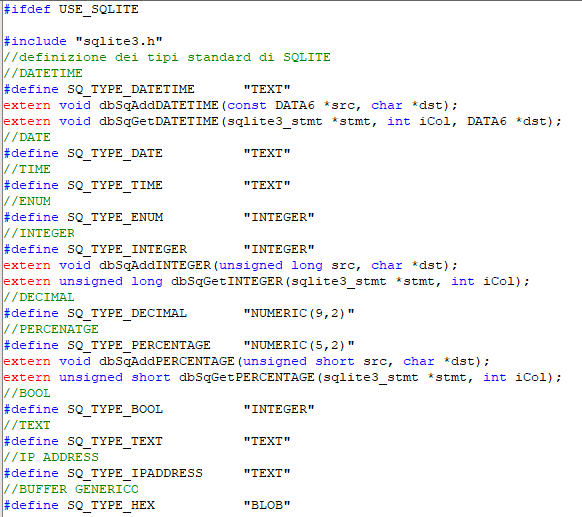 #ifdef USE_SQLITE
#include "sqlite3.h"
//definizione dei tipi standard di SQLITE
//DATETIME
#define SQ_TYPE_DATETIME "TEXT"
extern void dbSqAddDATETIME(const DATA6 *src, char *dst);
extern void dbSqGetDATETIME(sqlite3_stmt *stmt, int iCol, DATA6 *dst);
//DATE
#define SQ_TYPE_DATE "TEXT"
//TIME
#define SQ_TYPE_TIME "TEXT"
//ENUM
#define SQ_TYPE_ENUM "INTEGER"
//INTEGER
#define SQ_TYPE_INTEGER "INTEGER"
extern void dbSqAddINTEGER(unsigned long src, char *dst);
extern unsigned long dbSqGetINTEGER(sqlite3_stmt *stmt, int iCol);
//DECIMAL
#define SQ_TYPE_DECIMAL "NUMERIC(9,2)"
//PERCENATGE
#define SQ_TYPE_PERCENTAGE "NUMERIC(5,2)"
extern void dbSqAddPERCENTAGE(unsigned short src, char *dst);
extern unsigned short dbSqGetPERCENTAGE(sqlite3_stmt *stmt, int iCol);
//BOOL
#define SQ_TYPE_BOOL "INTEGER"
//TEXT
#define SQ_TYPE_TEXT "TEXT"
//IP ADDRESS
#define SQ_TYPE_IPADDRESS "TEXT"
//BUFFER GENERICO
#define SQ_TYPE_HEX "BLOB"